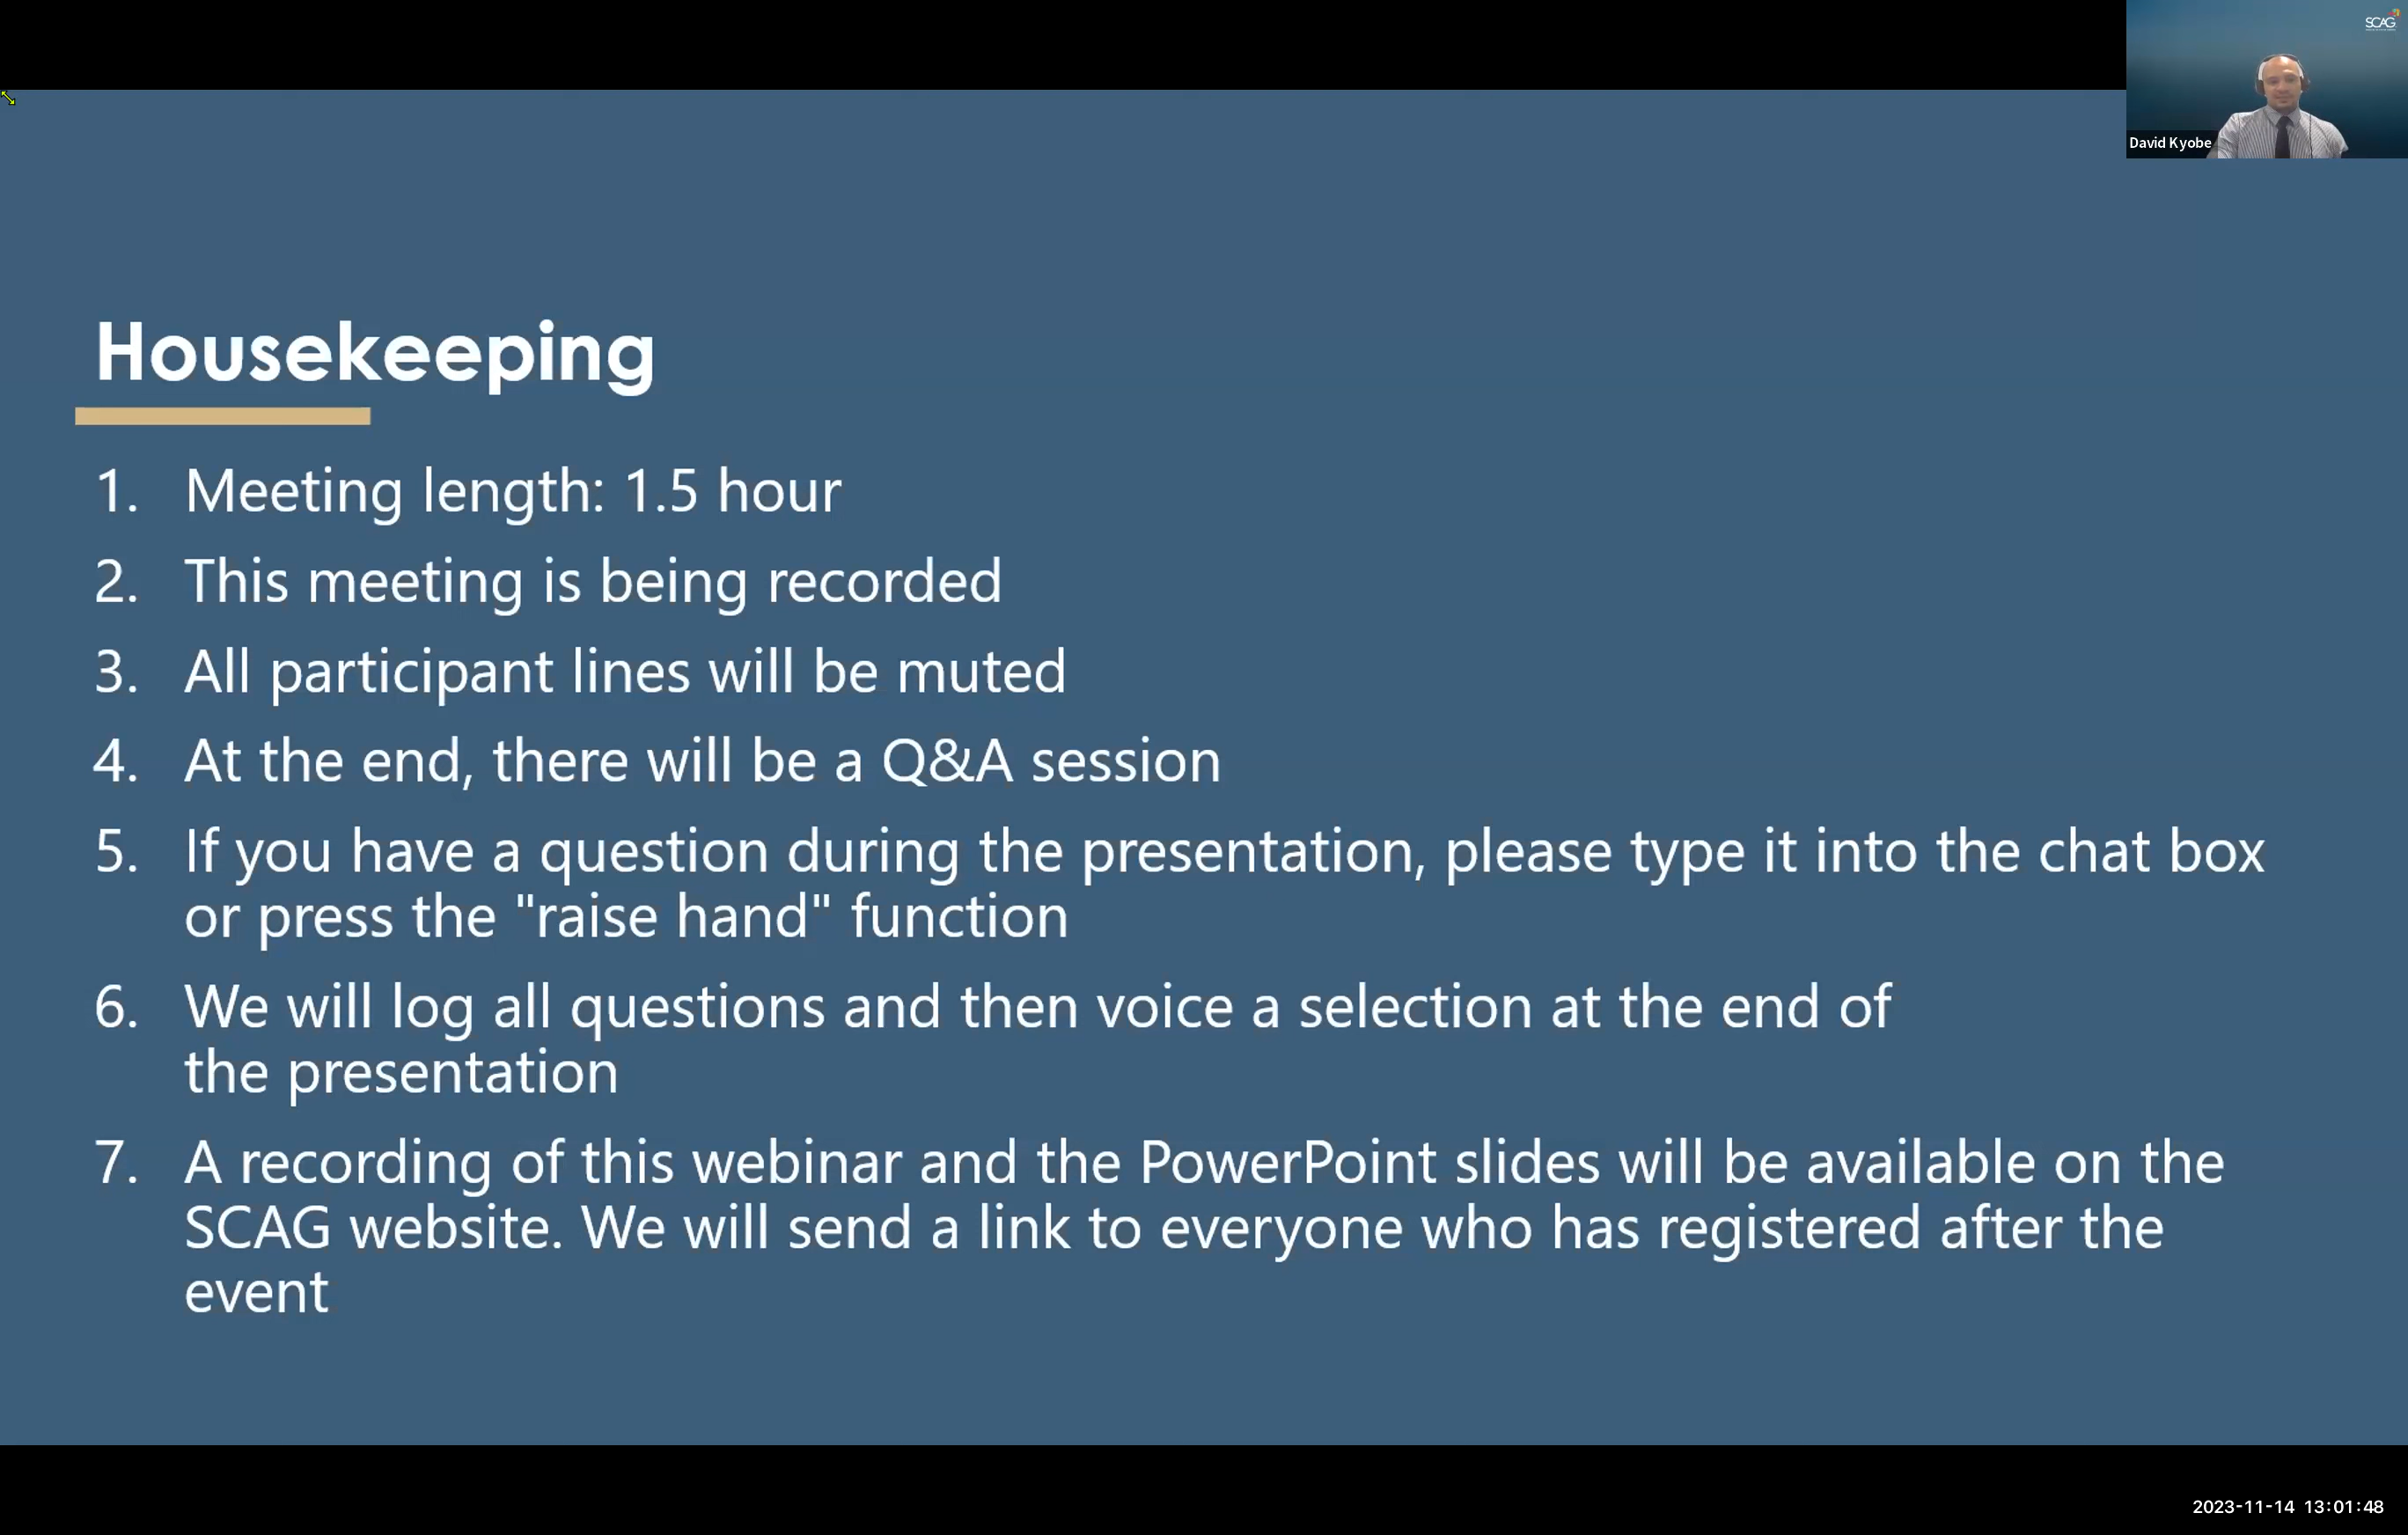 SCAG
David Kyobe
Housekeeping
1. Meeting length: 1.5 hour
2. This meeting is being recorded
3. All participant lines will be muted
4. At the end, there will be a Q&A session
5. If you have a question during the presentation, please type it into the chat box
or press the "raise hand" function
6. We will log all questions and then voice a selection at the end of
the presentation
7. A recording of this webinar and the PowerPoint slides will be available on the
SCAG website. We will send a link to everyone who has registered after the
event
2023-11-14 13:01:48